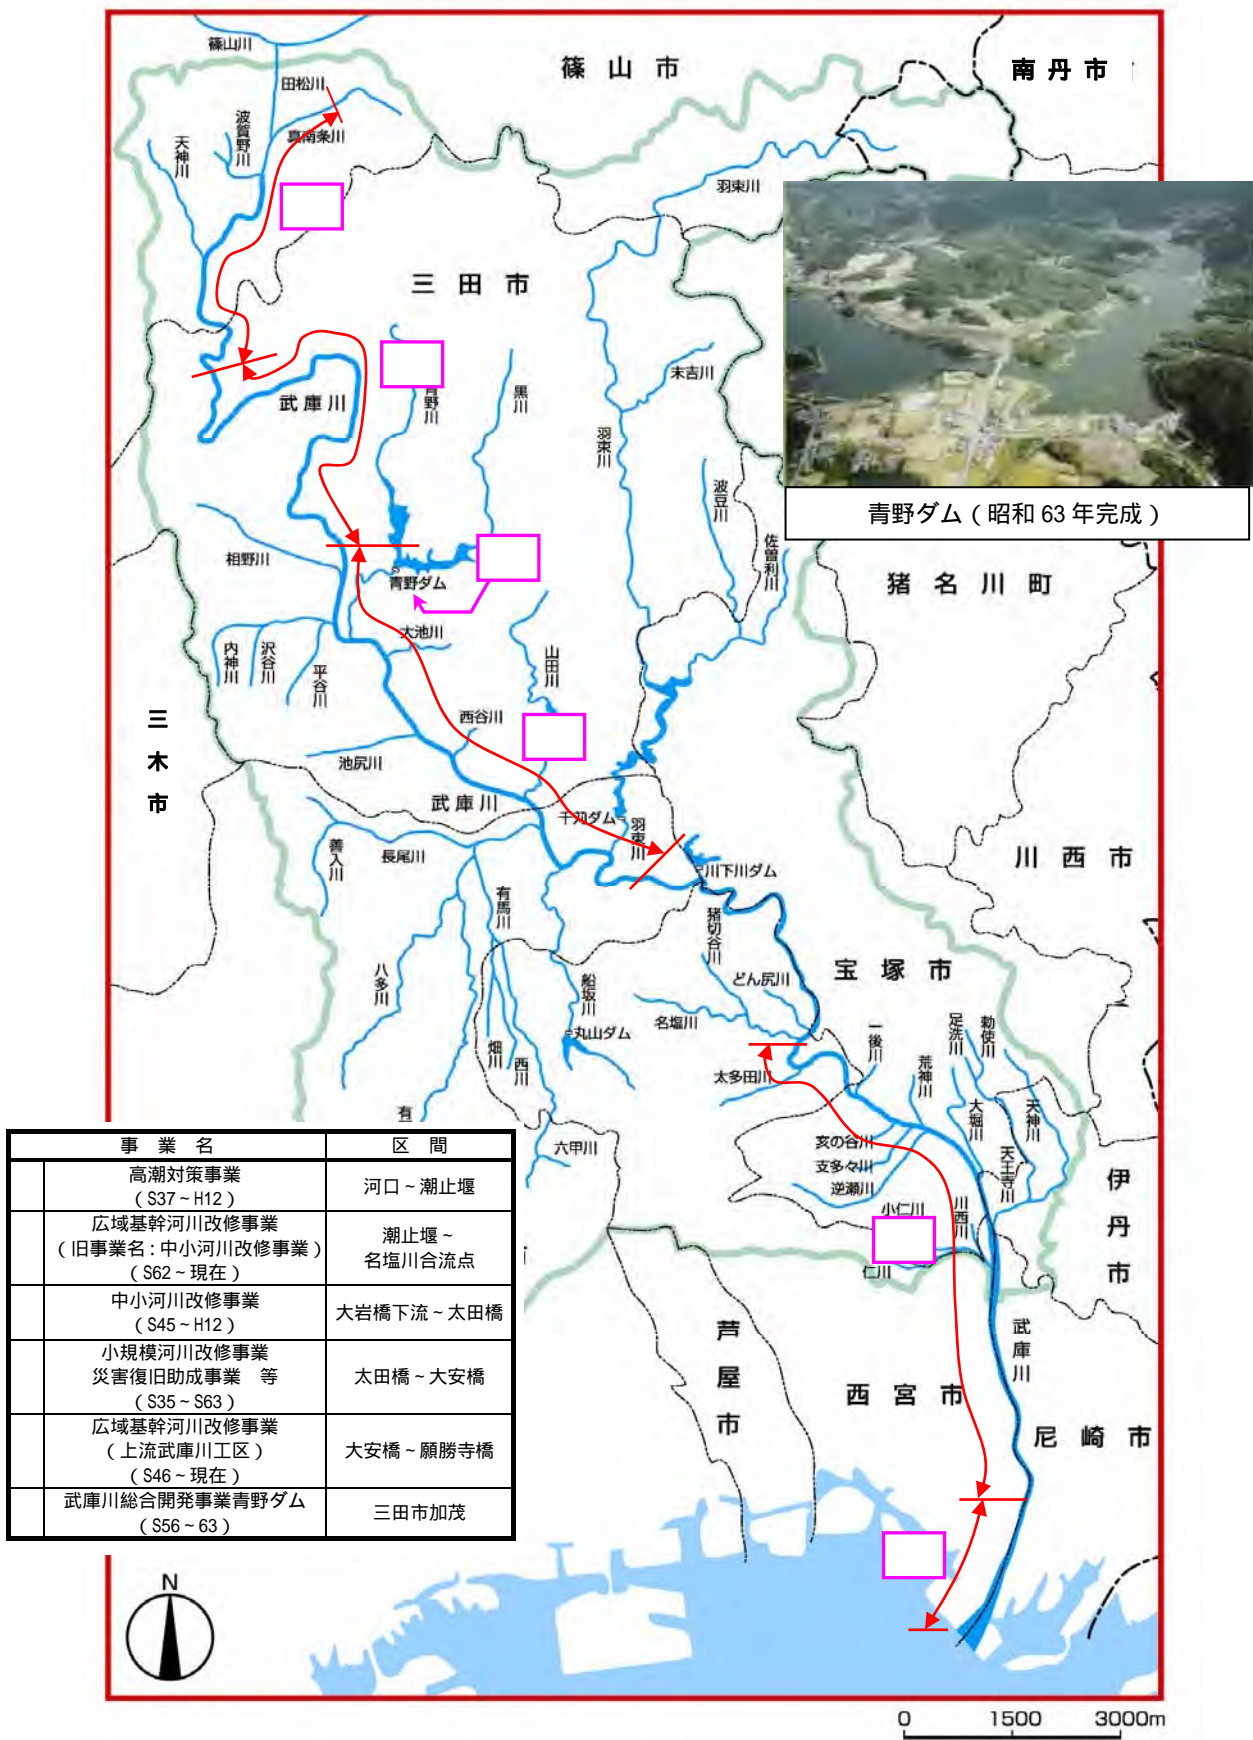 篠山川
篠山市
南丹市
田松川
波賀野川
天神川
真南条川
羽束川
三田市
武庫川
青野川
黒川
末吉川
羽束川
波豆川
佐曽利川
青野ダム(昭和63年完成)
猪名川町
相野川
青野ダム
大池川
内神川
沢谷川
平谷川
山田川
西谷川
三木市
池尻川
武庫川
千刈ダム
羽束川
川下川ダム
川西市
善入川
長尾川
有馬川
猪切谷川
宝塚市
八多川
船坂川
どん尻川
名塩川
丸山ダム
畑川
西川
太多田川
一後川
荒神川
足洗川
勅使川
大堀川
天神川
天王寺川
有
六甲川
亥の谷川
支多々川
逆瀬川
小仁川
川西川
仁川
伊丹市
事業名 区間
高潮対策事業
(S37~H12)
河口~潮止堰
広域基幹河川改修事業
(旧事業名:中小河川改修事業)
(S62~現在)
潮止堰~
名塩川合流点
中小河川改修事業
(S45~H12)
大岩橋下流~太田橋
小規模河川改修事業
災害復旧助成事業 等
(S35~S63)
太田橋~大安橋
広域基幹河川改修事業
(上流武庫川工区)
(S46~現在)
大安橋~願勝寺橋
武庫川総合開発事業青野ダム
(S56~63)
三田市加茂
芦屋市
西宮市
武庫川
尼崎市
N
0 1500 3000m